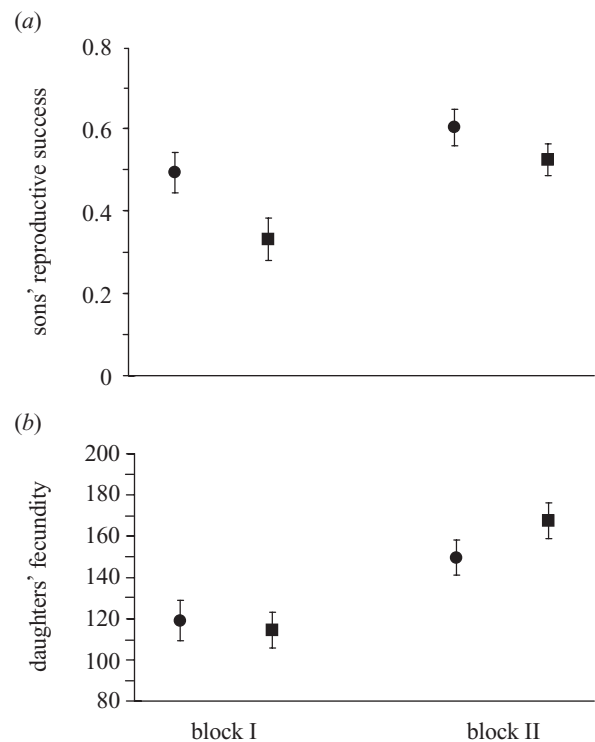 (a)
0.8
0.6
0.4
0.2
0
sons' reproductive success
(b)
200
180
160
140
120
100
80
daughters' fecundity
block I
block II